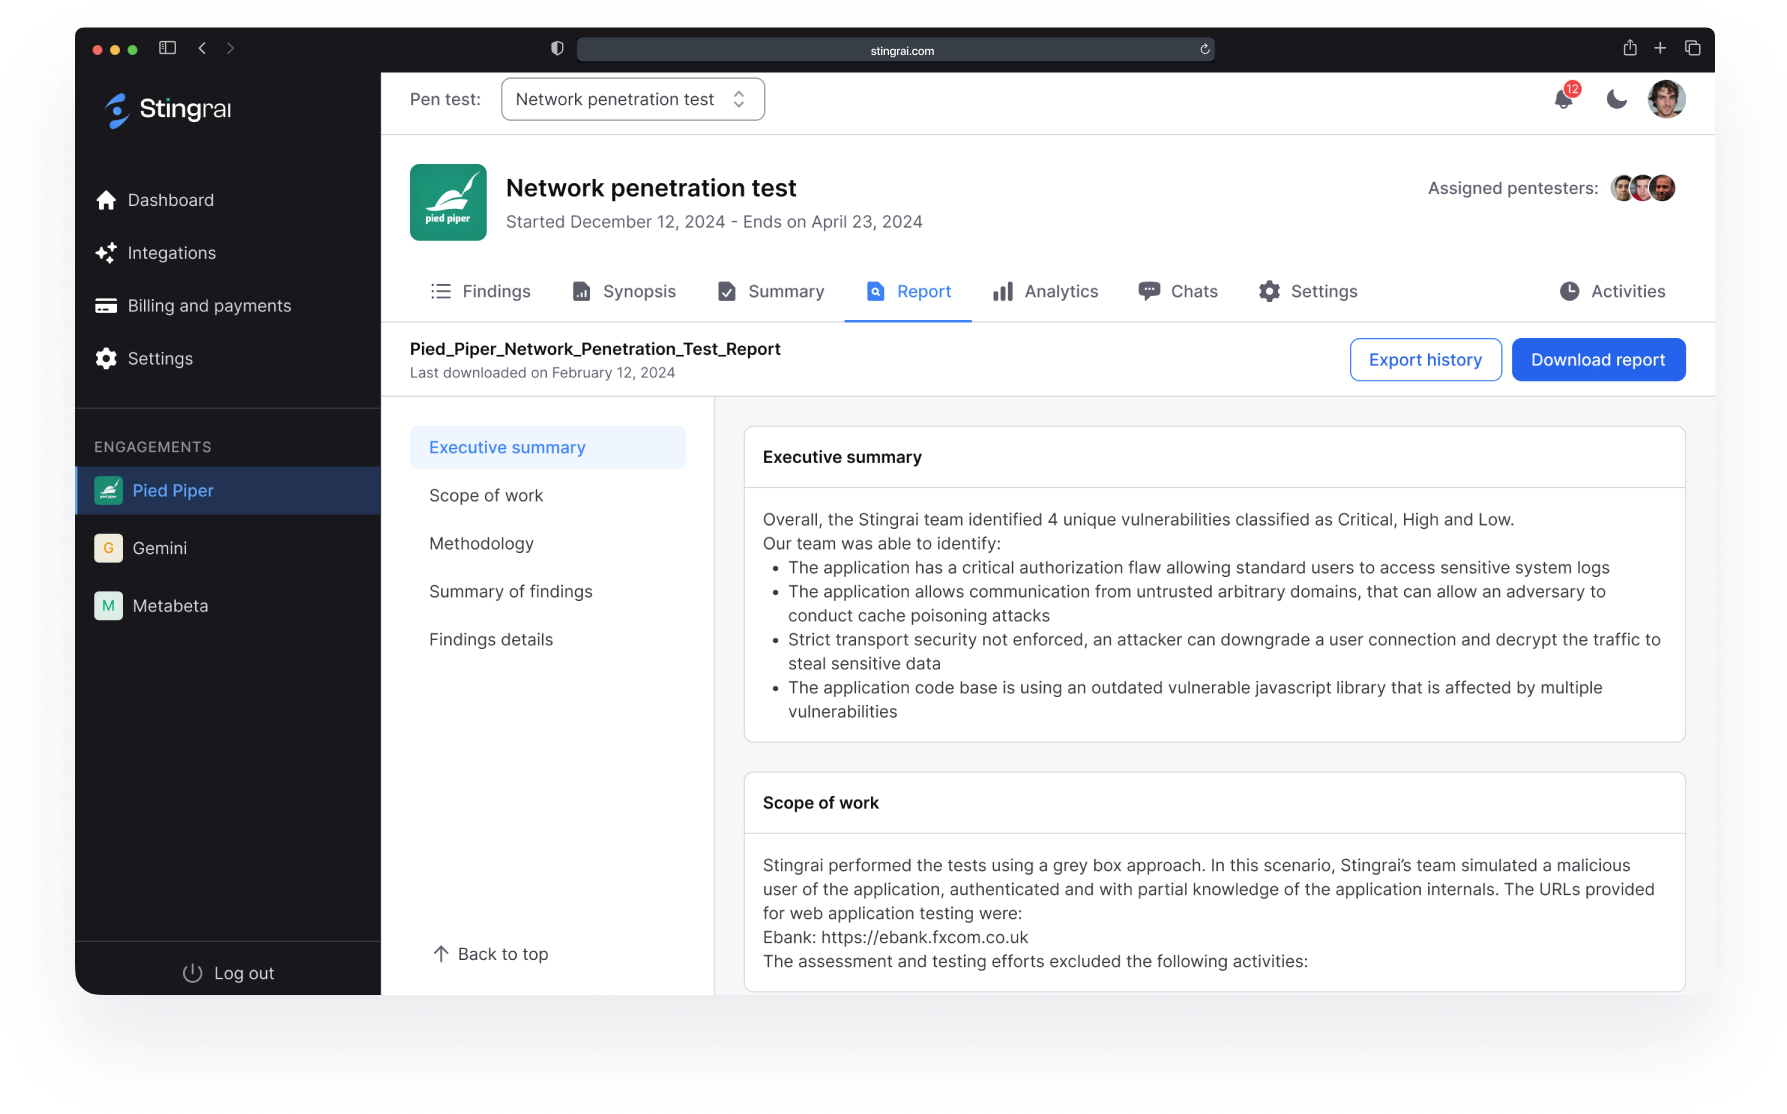 stingrai.com
Stingrai
Pen test:
Network penetration test
12
Dashboard
Integations
Billing and payments
Settings
ENGAGEMENTS
Pied Piper
G
Gemini
M
Metabeta
Log out
pied piper
Network penetration test
Started December 12, 2024 - Ends on April 23, 2024
Assigned pentesters:
Findings
Synopsis
Summary
Report
Analytics
Chats
Settings
Activities
Pied_Piper_Network_Penetration_Test_Report
Last downloaded on February 12, 2024
Export history
Download report
Executive summary
Scope of work
Methodology
Summary of findings
Findings details
Back to top
Executive summary
Overall, the Stingrai team identified 4 unique vulnerabilities classified as Critical, High and Low.
Our team was able to identify:
• The application has a critical authorization flaw allowing standard users to access sensitive system logs
• The application allows communication from untrusted arbitrary domains, that can allow an adversary to
conduct cache poisoning attacks
• Strict transport security not enforced, an attacker can downgrade a user connection and decrypt the traffic to
steal sensitive data
• The application code base is using an outdated vulnerable javascript library that is affected by multiple
vulnerabilities
Scope of work
Stingrai performed the tests using a grey box approach. In this scenario, Stingrai’s team simulated a malicious
user of the application, authenticated and with partial knowledge of the application internals. The URLs provided
for web application testing were:
Ebank: https://ebank.fxcom.co.uk
The assessment and testing efforts excluded the following activities: